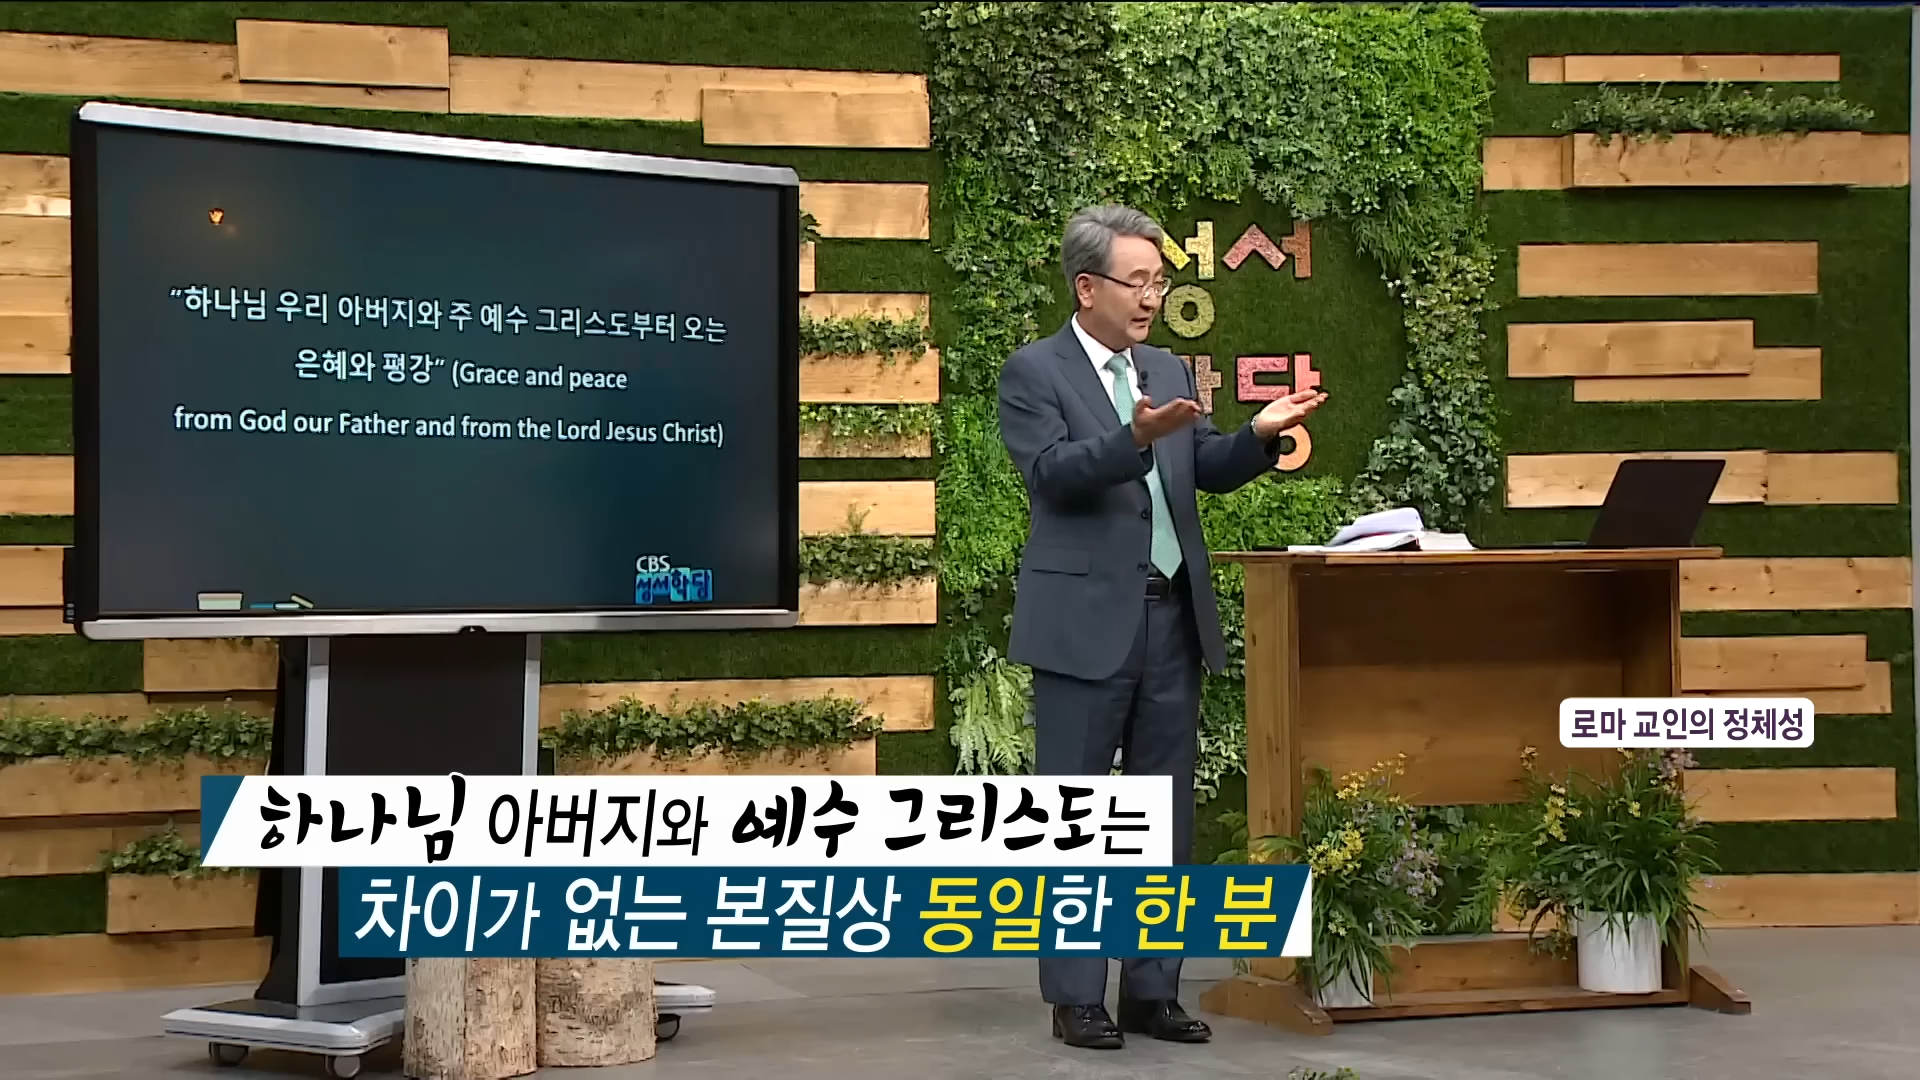 “하나님 우리 아버지와 주 예수 그리스도부터 오는
은혜와 평강” (Grace and peace
from God our Father and from the Lord Jesus Christ)
CBS
성서학당
성서
당
로마 교인의 정체성
하나님 아버지와 예수 그리스도는
차이가 없는 본질상 동일한 한 분